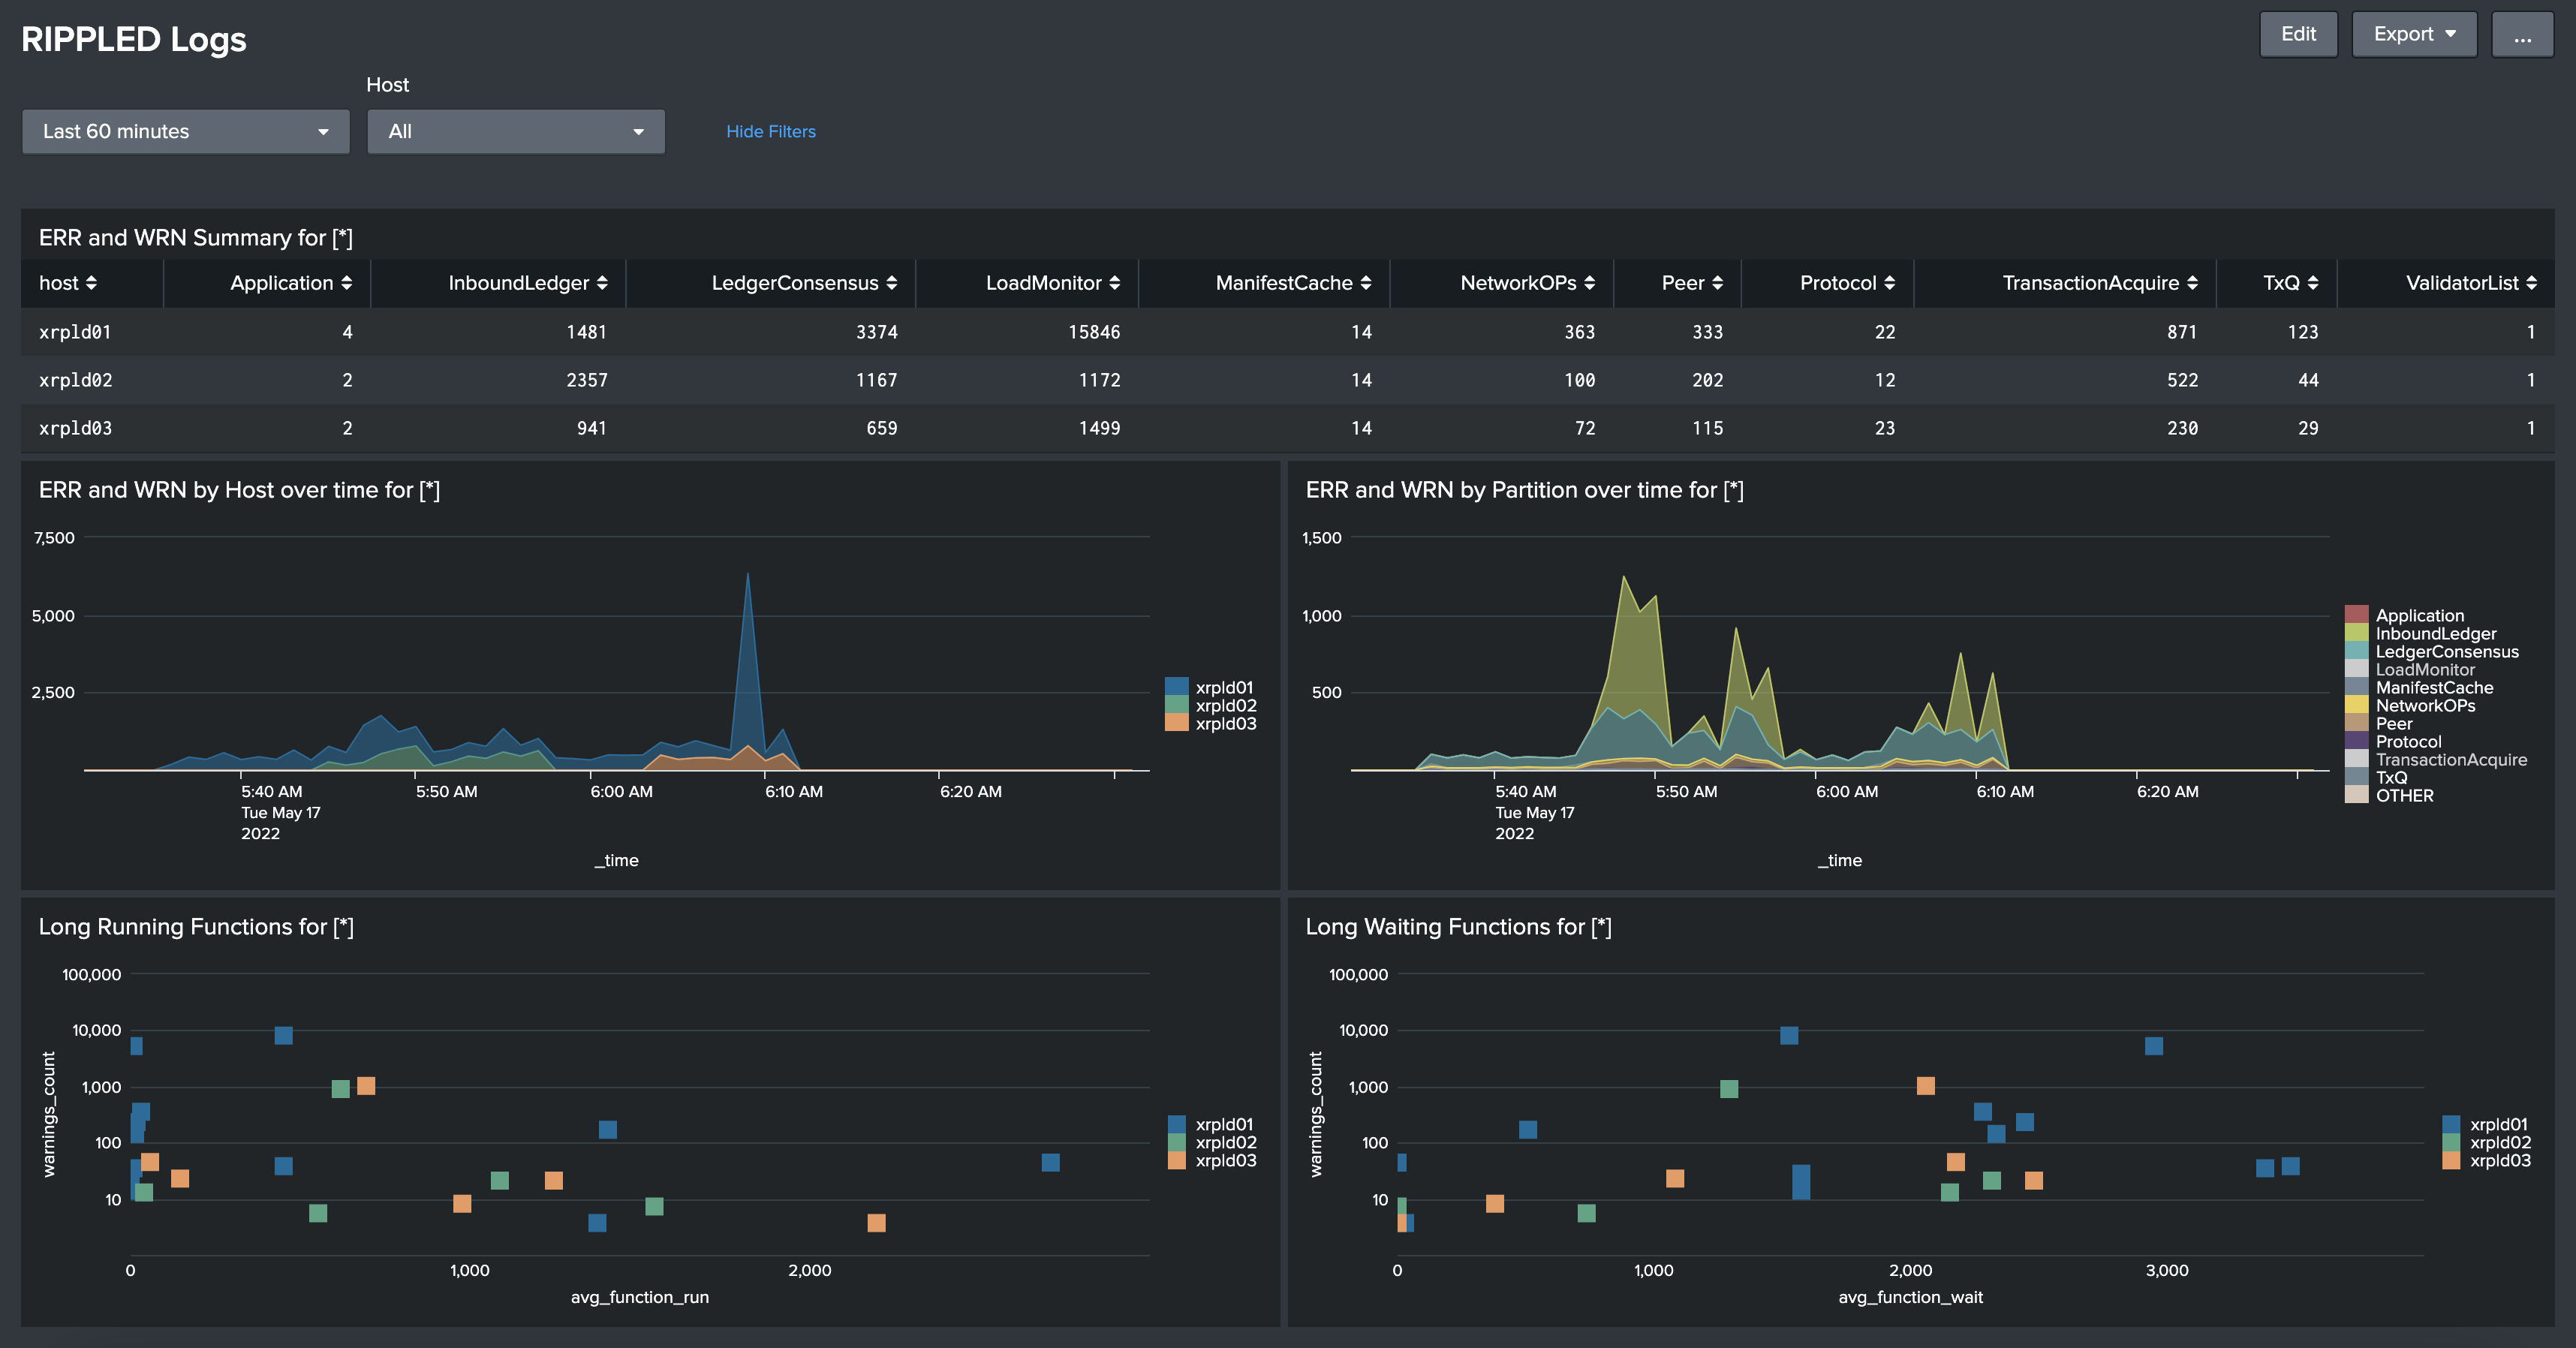 RIPPLED Logs
Edit
Export
...
Host
Last 60 minutes
All
Hide Filters
ERR and WRN Summary for [*]
host Application InboundLedger LedgerConsensus LoadMonitor ManifestCache NetworkOPs Peer Protocol TransactionAcquire TxQ ValidatorList
xrpld01 4 1481 3374 15846 14 363 333 22 871 123 1
xrpld02 2 2357 1167 1172 14 100 202 12 522 44 1
xrpld03 2 941 659 1499 14 72 115 23 230 29 1
ERR and WRN by Host over time for [*]
7,500
5,000
2,500
5:40 AM 5:50 AM 6:00 AM 6:10 AM 6:20 AM
Tue May 17
2022
_time
xrpld01
xrpld02
xrpld03
ERR and WRN by Partition over time for [*]
1,500
1,000
500
5:40 AM 5:50 AM 6:00 AM 6:10 AM 6:20 AM
Tue May 17
2022
_time
Application
InboundLedger
LedgerConsensus
LoadMonitor
ManifestCache
NetworkOPs
Peer
Protocol
TransactionAcquire
TxQ
OTHER
Long Running Functions for [*]
warnings_count
100,000
10,000
1,000
100
10
0 1,000 2,000
avg_function_run
xrpld01
xrpld02
xrpld03
Long Waiting Functions for [*]
warnings_count
100,000
10,000
1,000
100
10
0 1,000 2,000 3,000
avg_function_wait
xrpld01
xrpld02
xrpld03